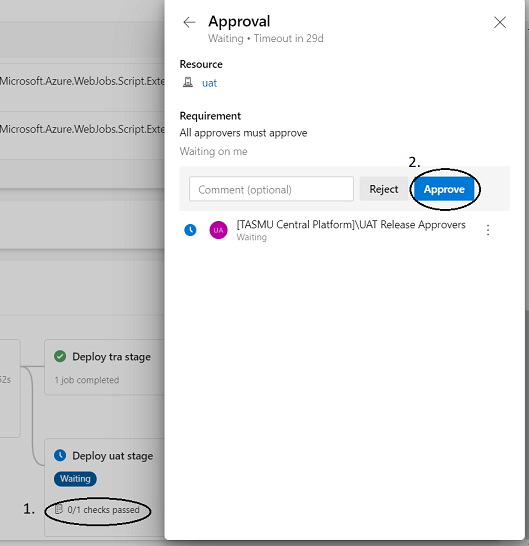 Microsoft.Azure.WebJobs.Script.Exte
Microsoft.Azure.WebJobs.Script.Exte
52s
Deploy tra stage
1 job completed
Deploy uat stage
Waiting
1.
0/1 checks passed
Approval
Waiting • Timeout in 29d
Resource
uat
Requirement
All approvers must approve
Waiting on me
2.
Comment (optional)
Reject
Approve
UA
[TASMU Central Platform]\UAT Release Approvers
Waiting